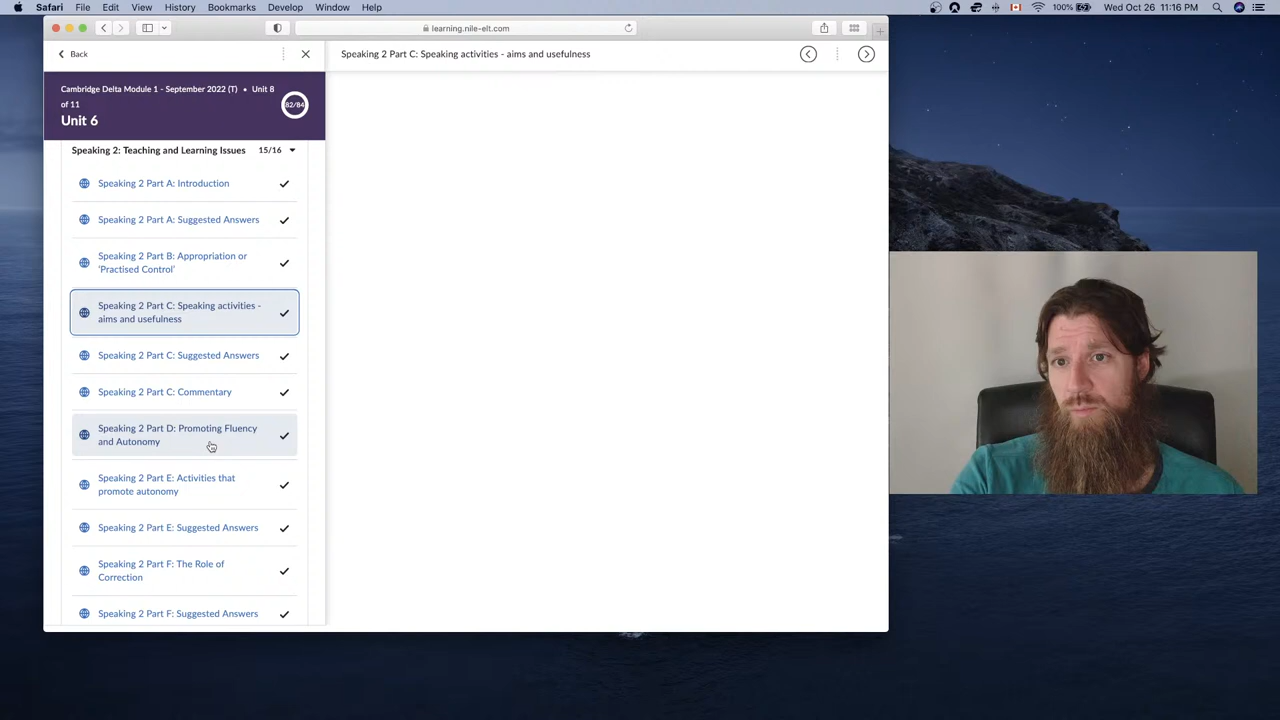 Safari File Edit View History Bookmarks Develop Window Help
100% Wed Oct 26 11:16 PM
learning.nile-elt.com
Back
Speaking 2 Part C: Speaking activities - aims and usefulness
Cambridge Delta Module 1 - September 2022 (T) • Unit 8
of 11
82/84
Unit 6
Speaking 2: Teaching and Learning Issues 15/16
Speaking 2 Part A: Introduction
Speaking 2 Part A: Suggested Answers
Speaking 2 Part B: Appropriation or
'Practised Control'
Speaking 2 Part C: Speaking activities -
aims and usefulness
Speaking 2 Part C: Suggested Answers
Speaking 2 Part C: Commentary
Speaking 2 Part D: Promoting Fluency
and Autonomy
Speaking 2 Part E: Activities that
promote autonomy
Speaking 2 Part E: Suggested Answers
Speaking 2 Part F: The Role of
Correction
Speaking 2 Part F: Suggested Answers